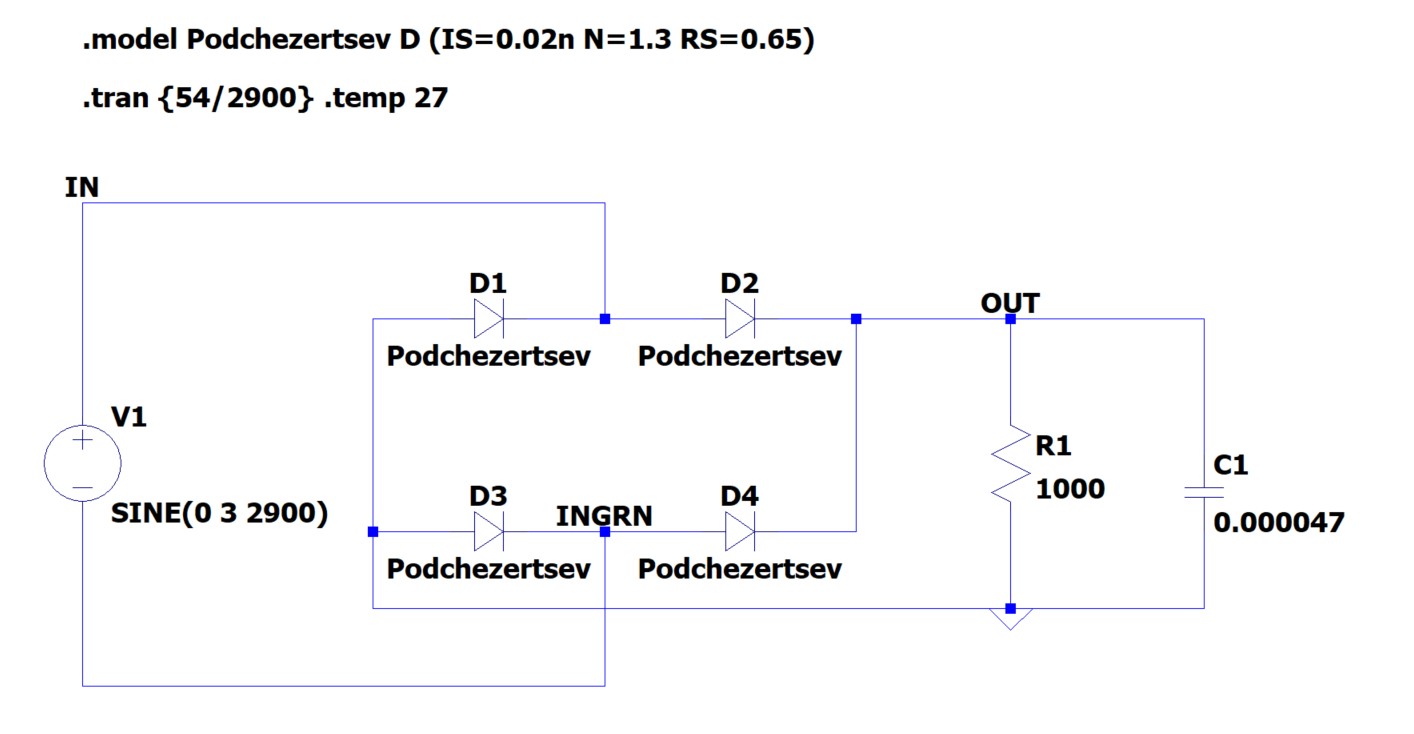 .model Podchezertsev D (IS=0.02n N=1.3 RS=0.65)
.tran {54/2900} .temp 27
IN
D1
D2
OUT
Podchezertsev
Podchezertsev
V1
R1
C1
1000
D3
INGRN
D4
SINE(0 3 2900)
0.000047
Podchezertsev
Podchezertsev